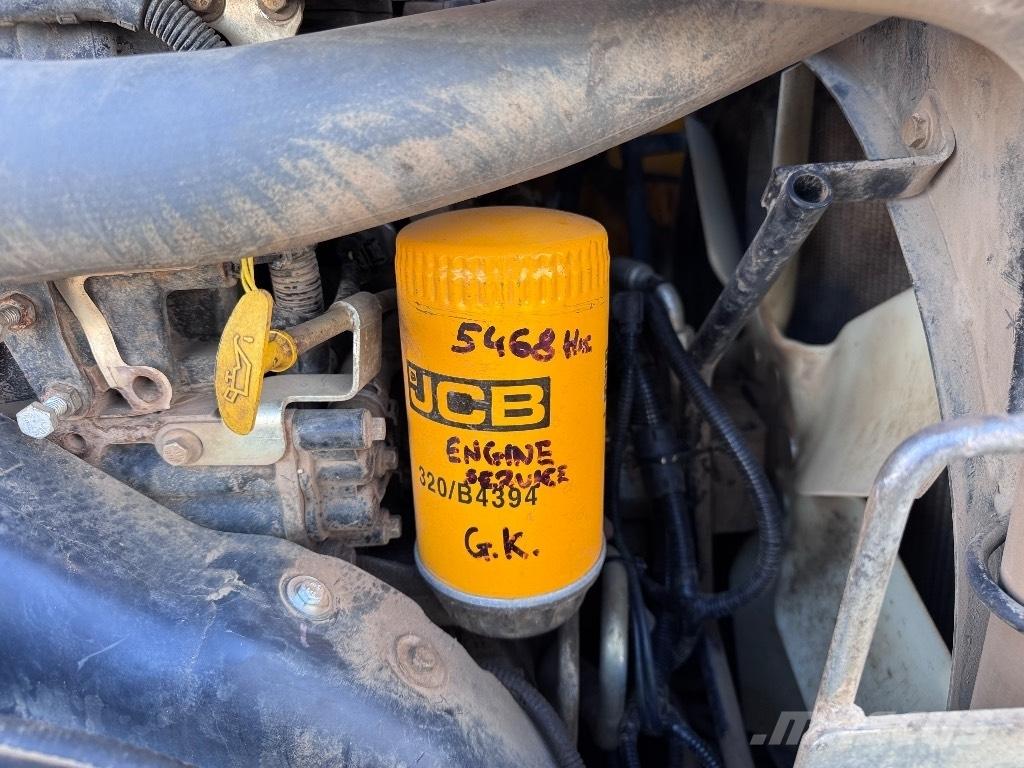 5468 Hrs
JCB
ENGINE
SERVICE
320/B4394
G.K.